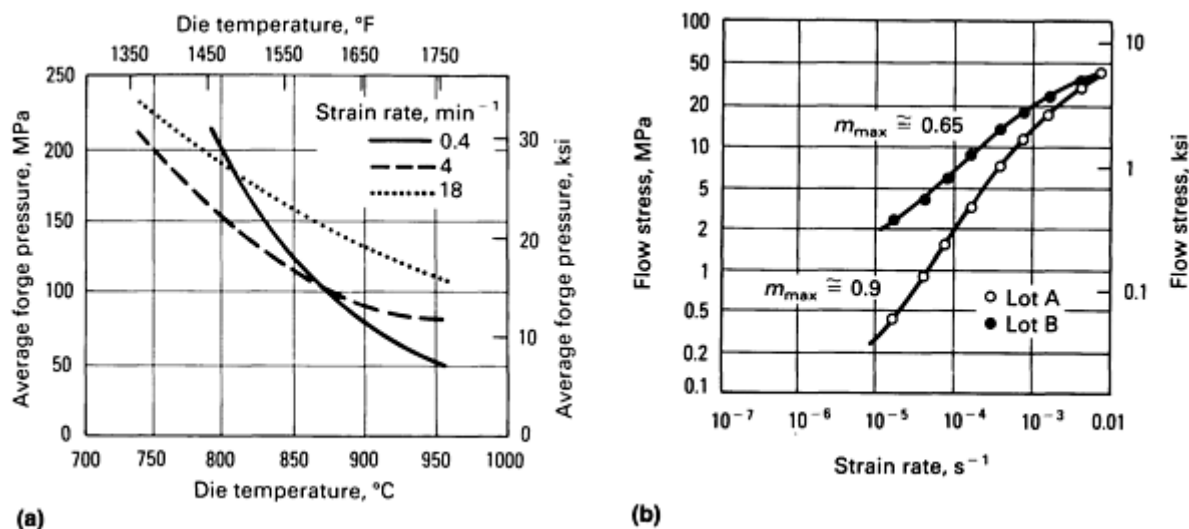 Die temperature, °F
1350 1450 1550 1650 1750
250
200
150
100
50
0
Average forge pressure, MPa
Strain rate, min⁻¹
0.4
4
18
30
20
10
0
Average forge pressure, ksi
700 750 800 850 900 950 1000
Die temperature, °C
(a)
100
50
20
10
5
2
1
0.5
0.2
0.1
Flow stress, MPa
m max ≅ 0.65
m max ≅ 0.9
Lot A
Lot B
10
1
0.1
Flow stress, ksi
10⁻⁷ 10⁻⁶ 10⁻⁵ 10⁻⁴ 10⁻³ 0.01
Strain rate, s⁻¹
(b)